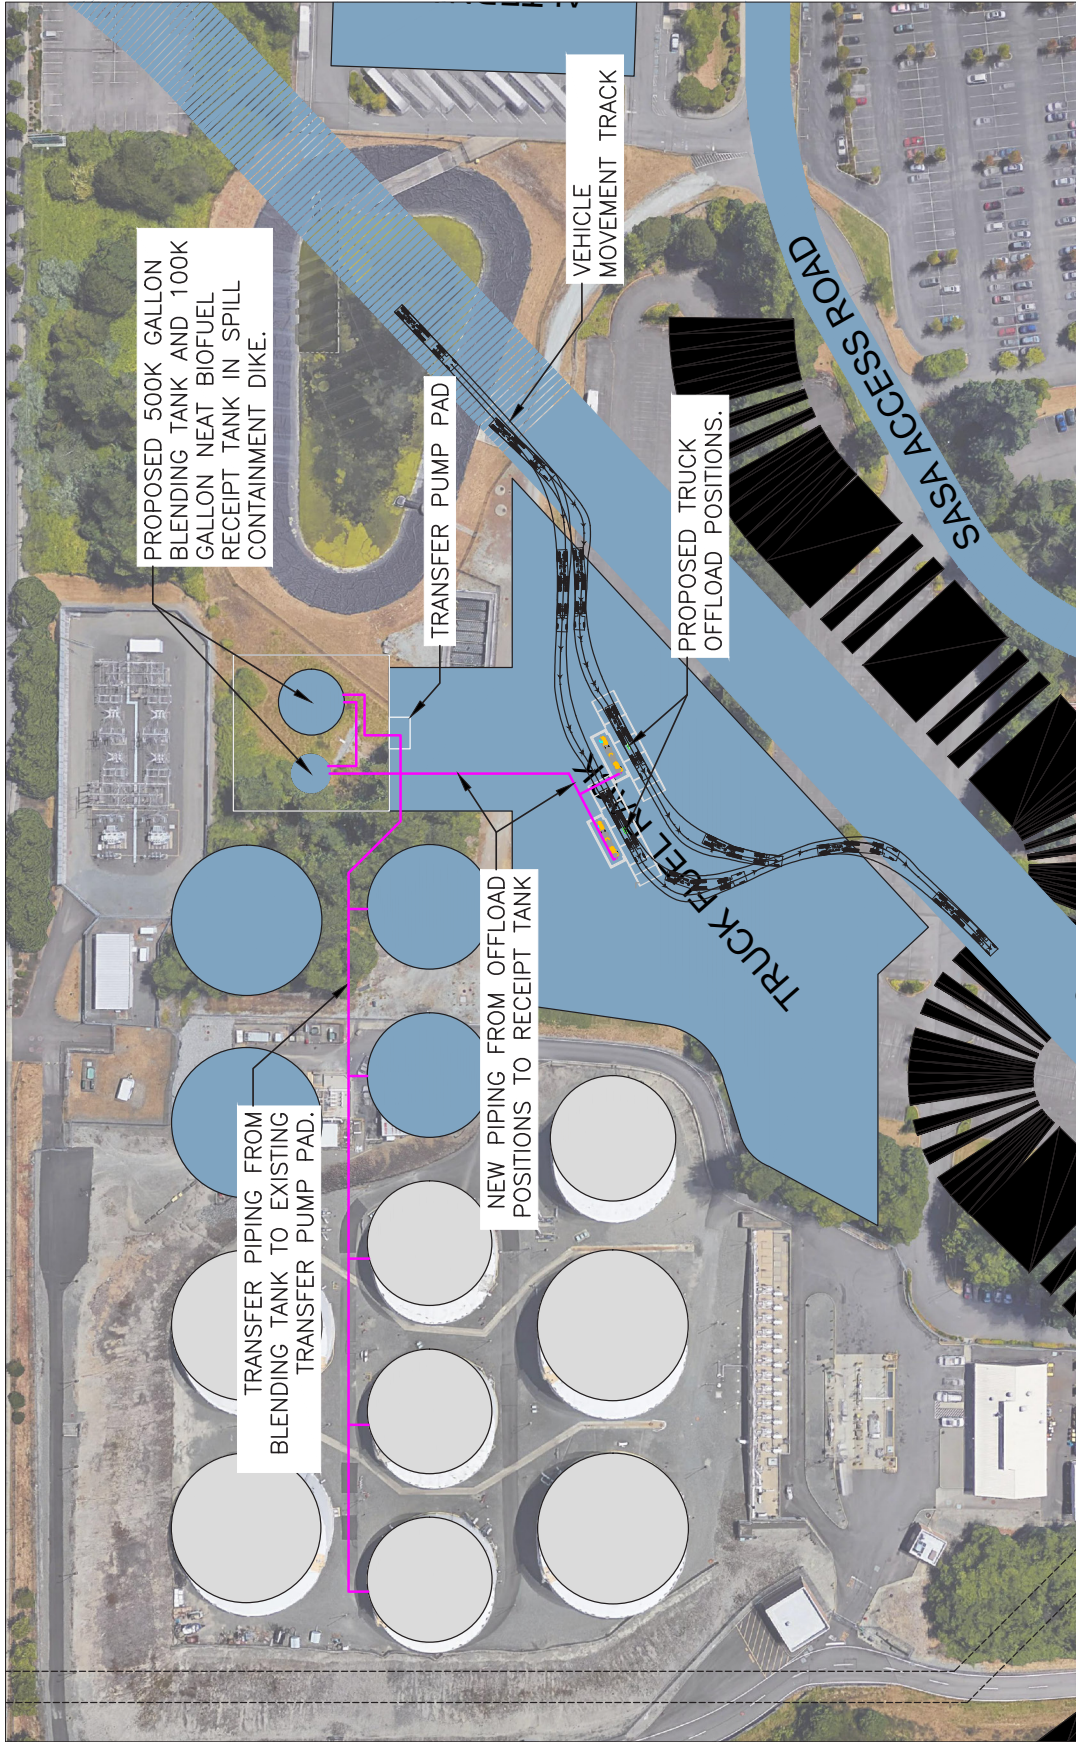 PROPOSED 500K GALLON
BLENDING TANK AND 100K
GALLON NEAT BIOFUEL
RECEIPT TANK IN SPILL
CONTAINMENT DIKE.
VEHICLE
MOVEMENT TRACK
TRANSFER PUMP PAD
PROPOSED TRUCK
OFFLOAD POSITIONS.
SASA ACCESS ROAD
TRUCK FUEL RACK
NEW PIPING FROM OFFLOAD
POSITIONS TO RECEIPT TANK
TRANSFER PIPING FROM
BLENDING TANK TO EXISTING
TRANSFER PUMP PAD.